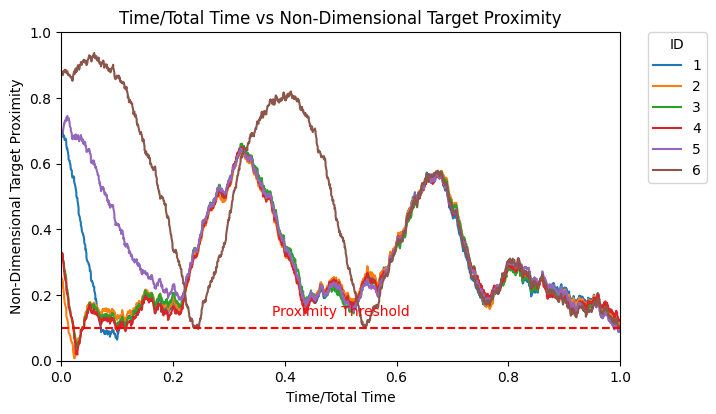 Time/Total Time vs Non-Dimensional Target Proximity
Non-Dimensional Target Proximity
1.0
0.8
0.6
0.4
0.2
0.0
Proximity Threshold
0.0 0.2 0.4 0.6 0.8 1.0
Time/Total Time
ID
1
2
3
4
5
6